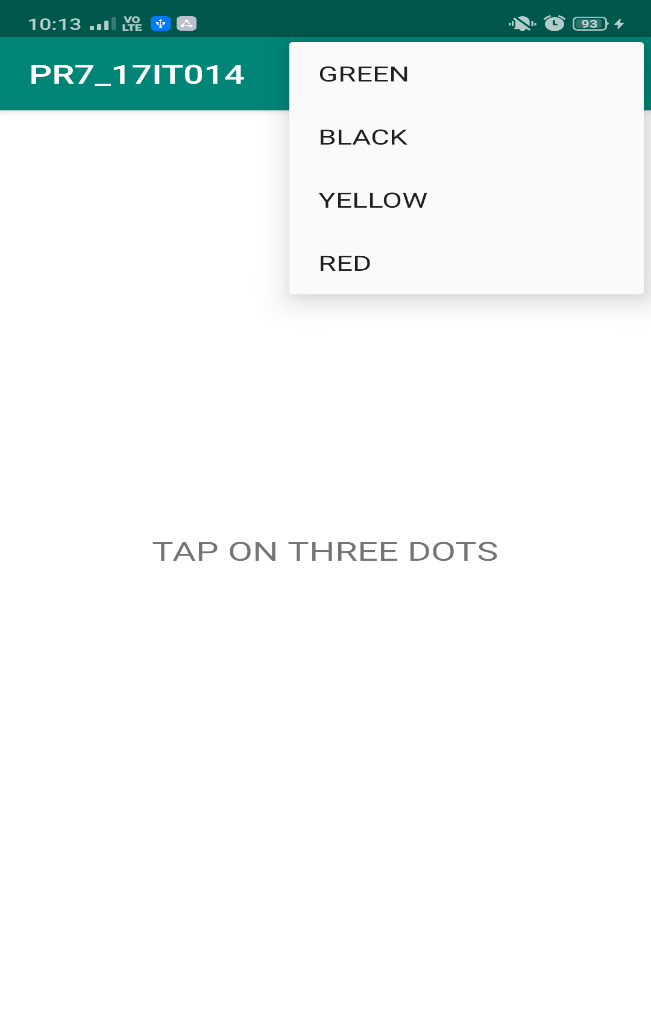 10:13 VO LTE 93
PR7_17IT014
GREEN
BLACK
YELLOW
RED
TAP ON THREE DOTS